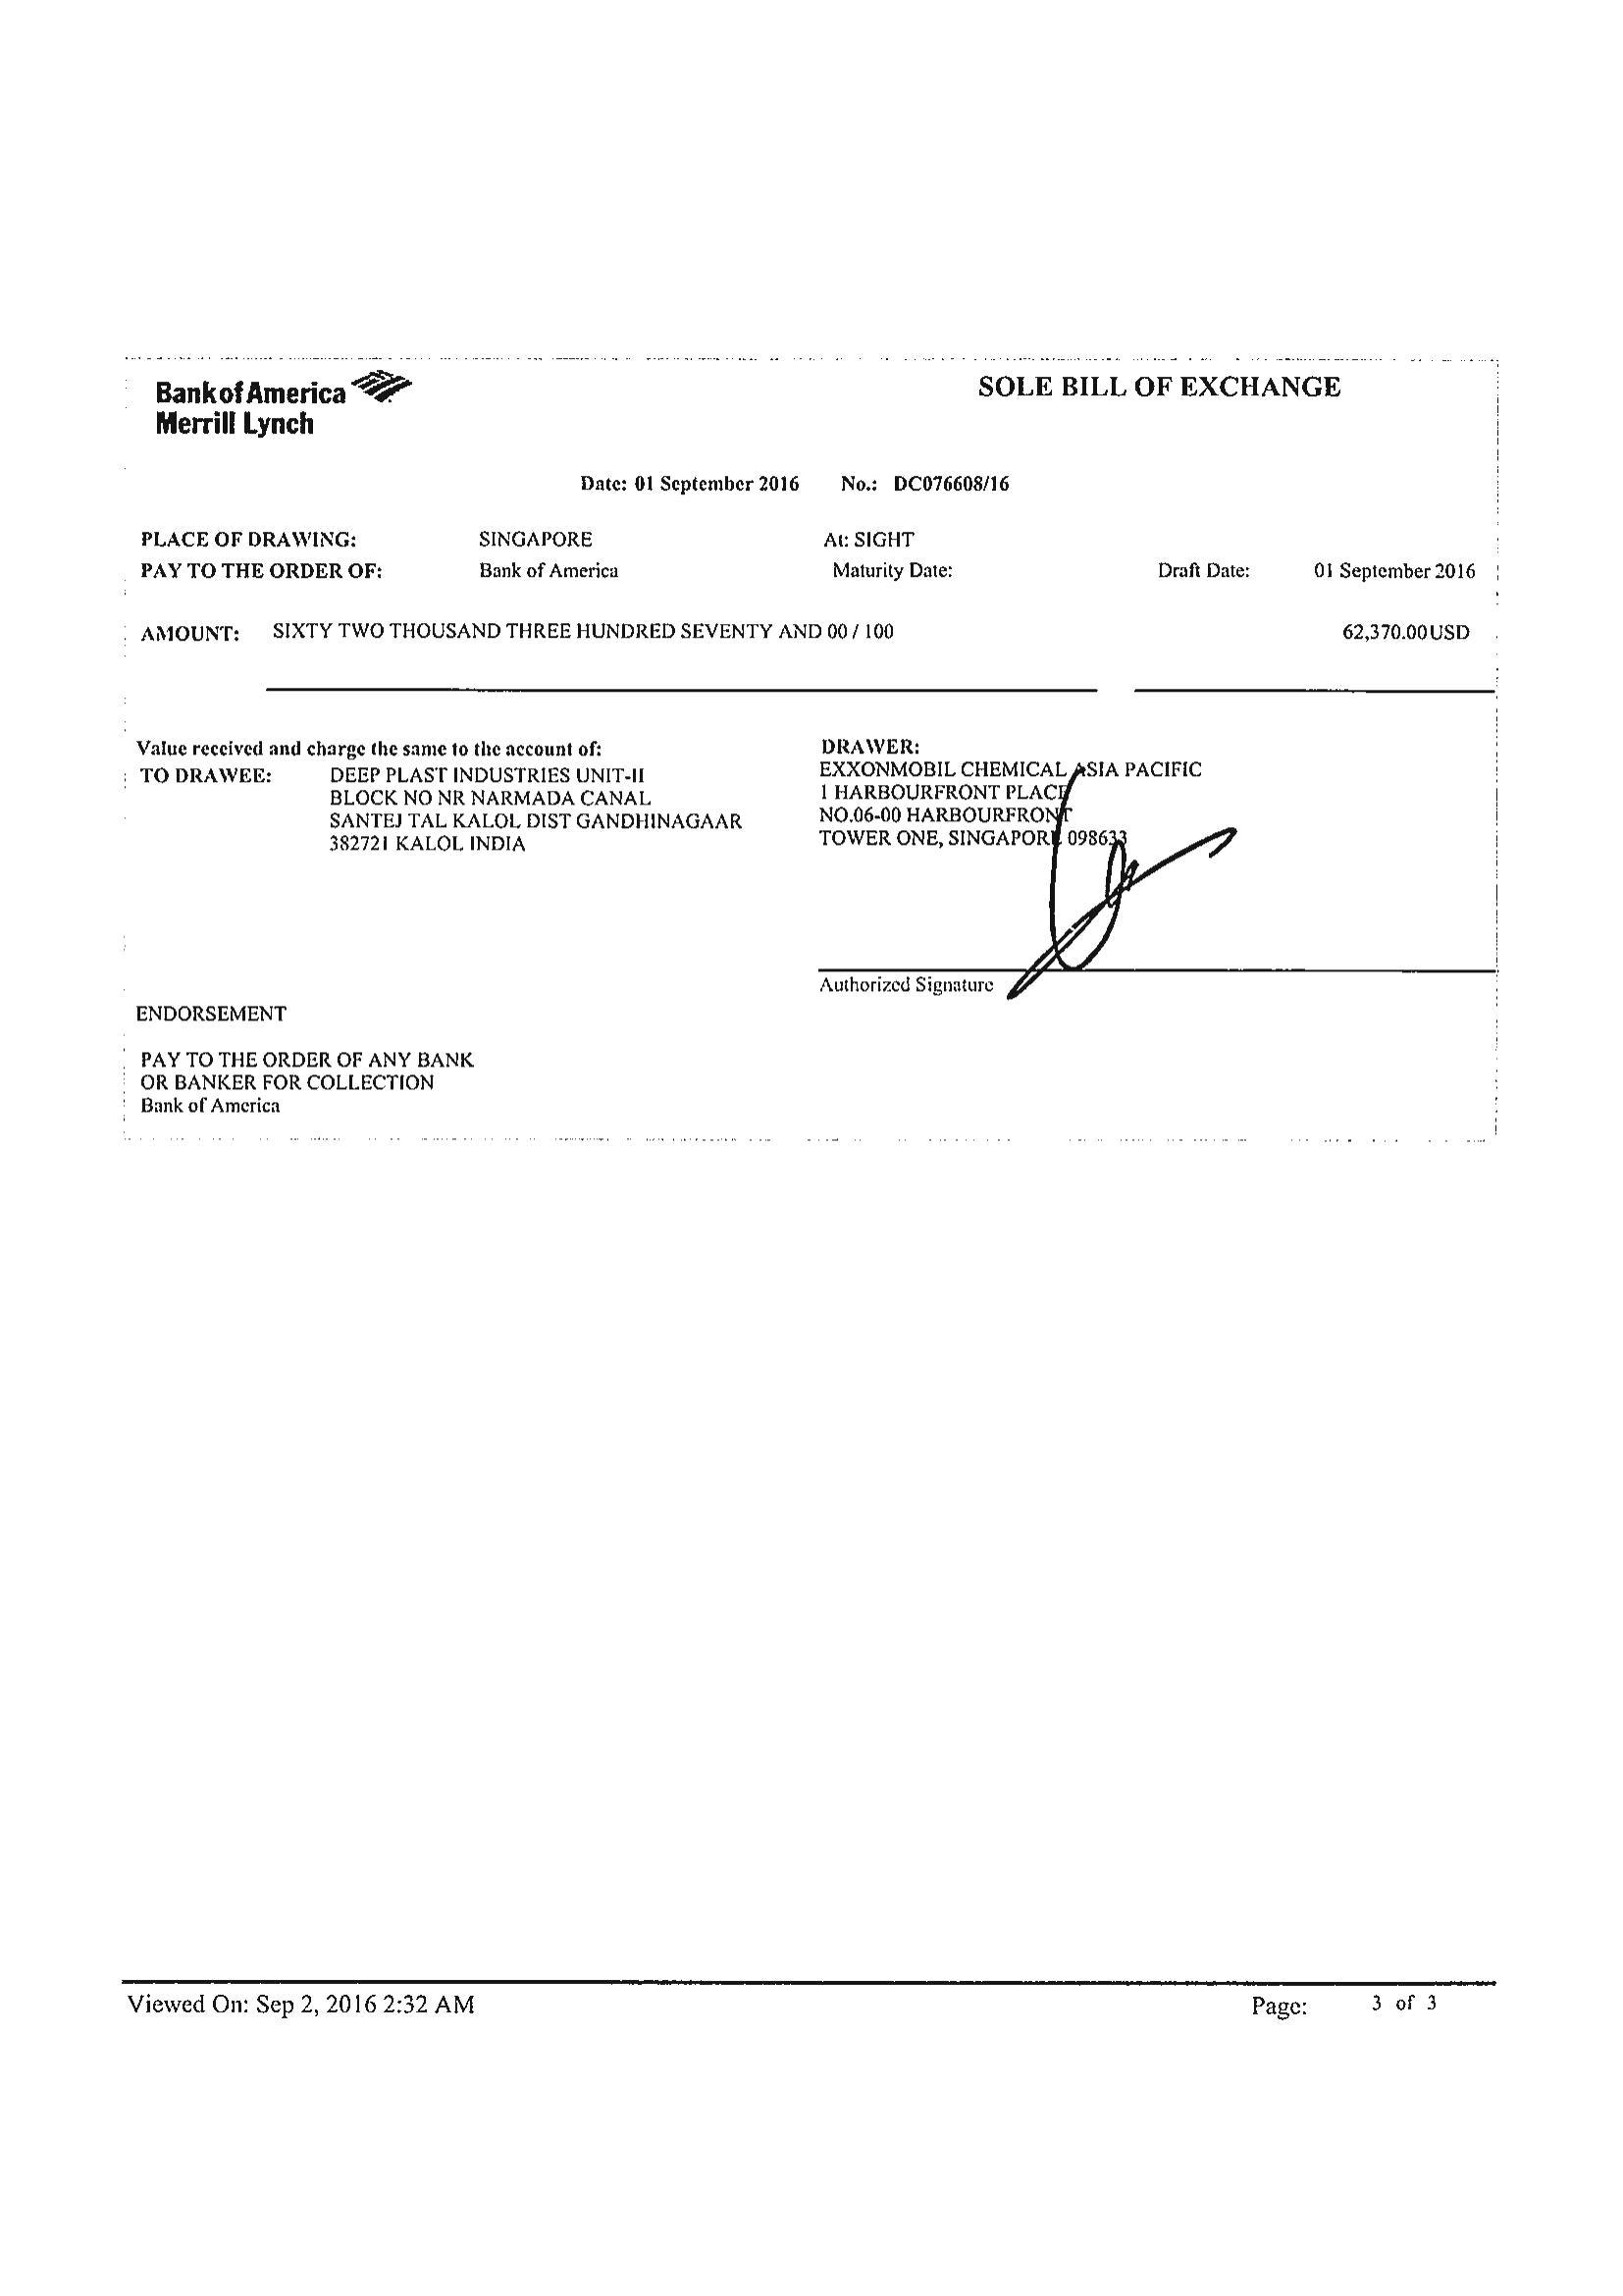 Bank of America
Merrill Lynch
SOLE BILL OF EXCHANGE
Date: 01 September 2016 No.: DC076608/16
PLACE OF DRAWING: SINGAPORE At: SIGHT
PAY TO THE ORDER OF: Bank of America Maturity Date: Draft Date: 01 September 2016
AMOUNT: SIXTY TWO THOUSAND THREE HUNDRED SEVENTY AND 00 / 100 62,370.00USD
Value received and charge the same to the account of:
TO DRAWEE: DEEP PLAST INDUSTRIES UNIT-II
BLOCK NO NR NARMADA CANAL
SANTEJ TAL KALOL DIST GANDHINAGAAR
382721 KALOL INDIA
DRAWER:
EXXONMOBIL CHEMICAL ASIA PACIFIC
1 HARBOURFRONT PLACE
NO.06-00 HARBOURFRONT
TOWER ONE, SINGAPORE 098633
Authorized Signature
ENDORSEMENT
PAY TO THE ORDER OF ANY BANK
OR BANKER FOR COLLECTION
Bank of America
Viewed On: Sep 2, 2016 2:32 AM Page: 3 of 3